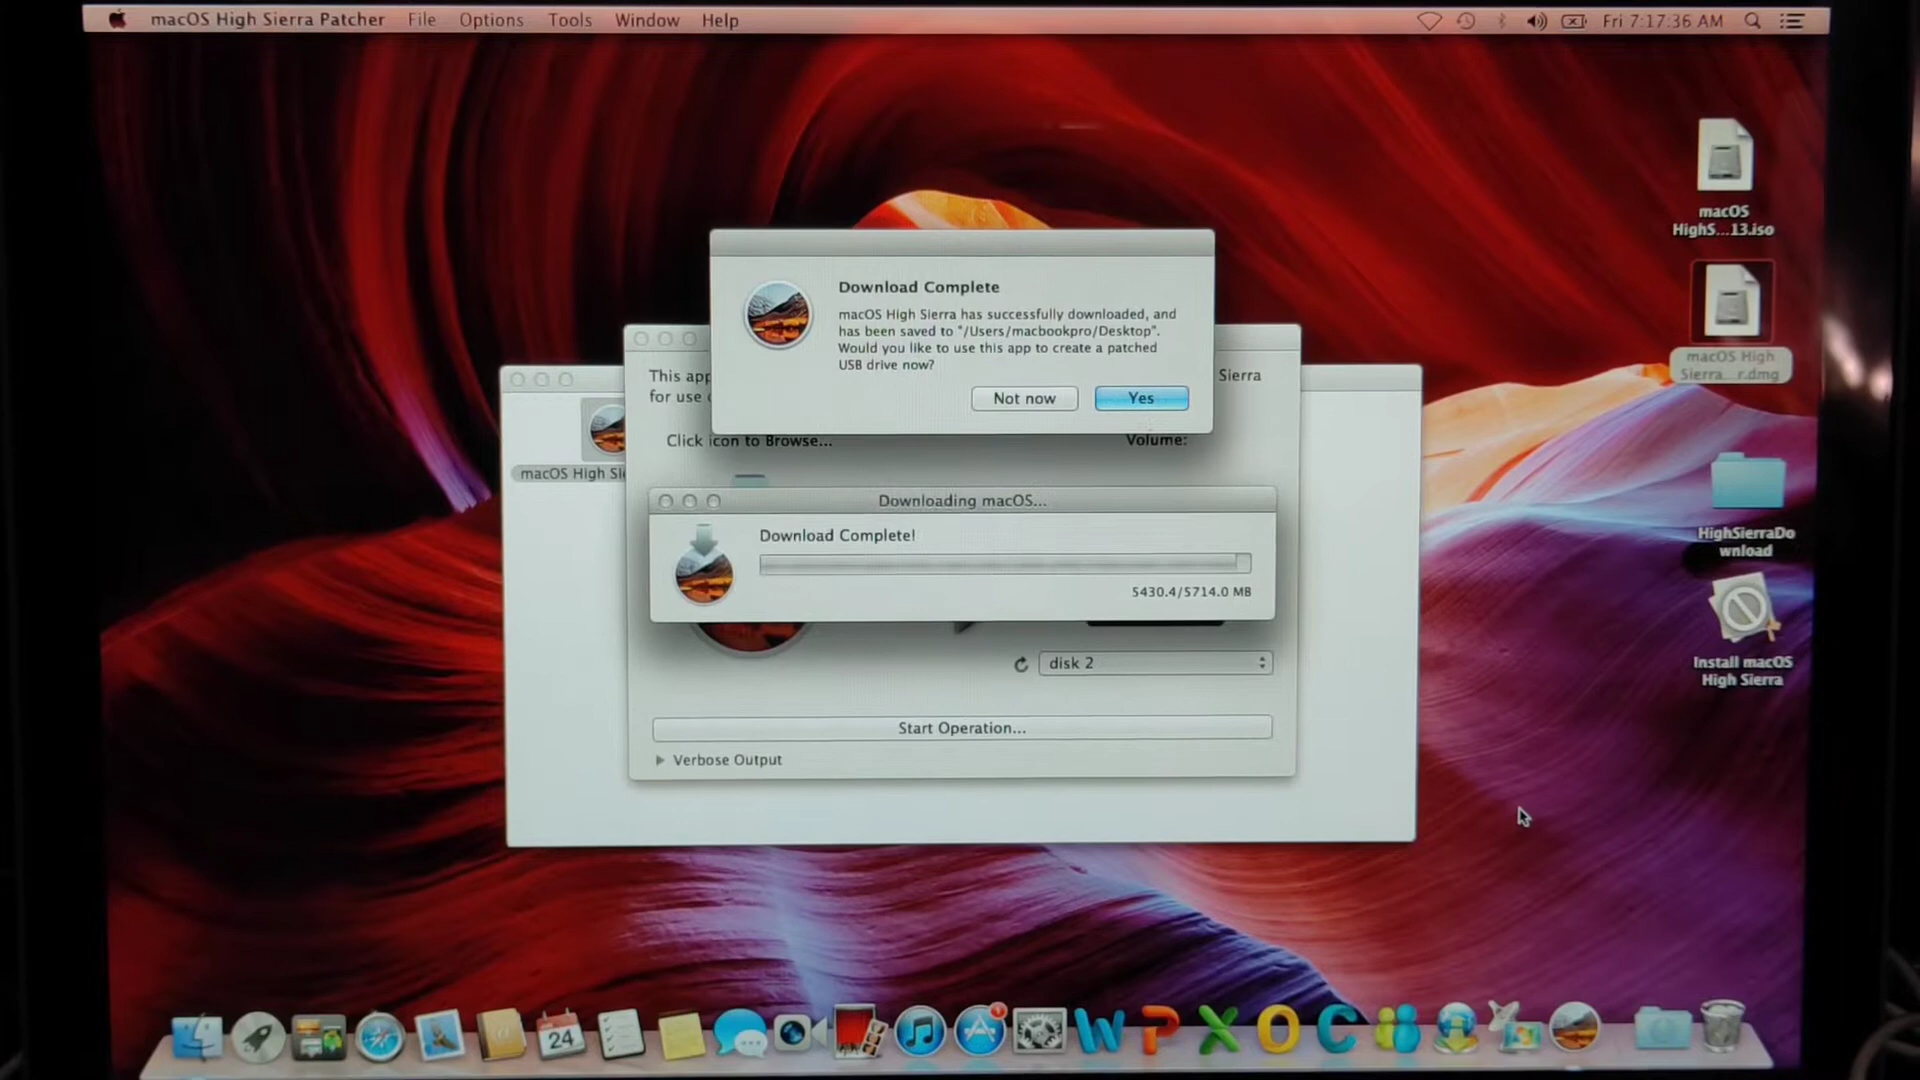 macOS High Sierra Patcher File Options Tools Window Help Fri 7:17:36 AM
macOS
HighS...13.iso
Download Complete
macOS High Sierra has successfully downloaded, and
has been saved to "/Users/macbookpro/Desktop".
Would you like to use this app to create a patched
USB drive now?
Not now Yes
macOS High
Sierra...r.dmg
This app Sierra
for use
Click icon to Browse... Volume:
macOS High Si
Downloading macOS...
Download Complete!
5430.4/5714.0 MB
HighSierraDo
wnload
disk 2
Install macOS
High Sierra
Start Operation...
Verbose Output
24
1
W P X O C